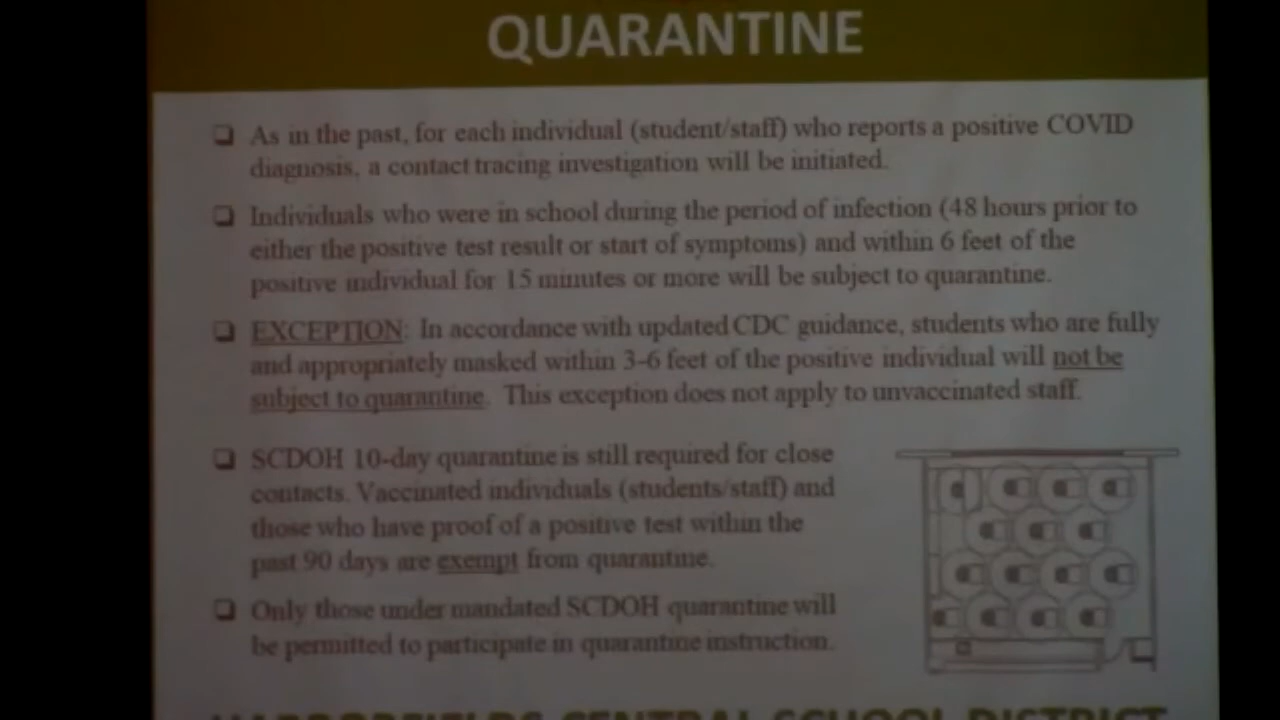 QUARANTINE
❑ As in the past, for each individual (student/staff) who reports a positive COVID
diagnosis, a contact tracing investigation will be initiated.
❑ Individuals who were in school during the period of infection (48 hours prior to
either the positive test result or start of symptoms) and within 6 feet of the
positive individual for 15 minutes or more will be subject to quarantine.
❑ EXCEPTION: In accordance with updated CDC guidance, students who are fully
and appropriately masked within 3-6 feet of the positive individual will not be
subject to quarantine. This exception does not apply to unvaccinated staff.
❑ SCDOH 10-day quarantine is still required for close
contacts. Vaccinated individuals (students/staff) and
those who have proof of a positive test within the
past 90 days are exempt from quarantine.
❑ Only those under mandated SCDOH quarantine will
be permitted to participate in quarantine instruction.
HARBORFIELDS CENTRAL SCHOOL DISTRICT